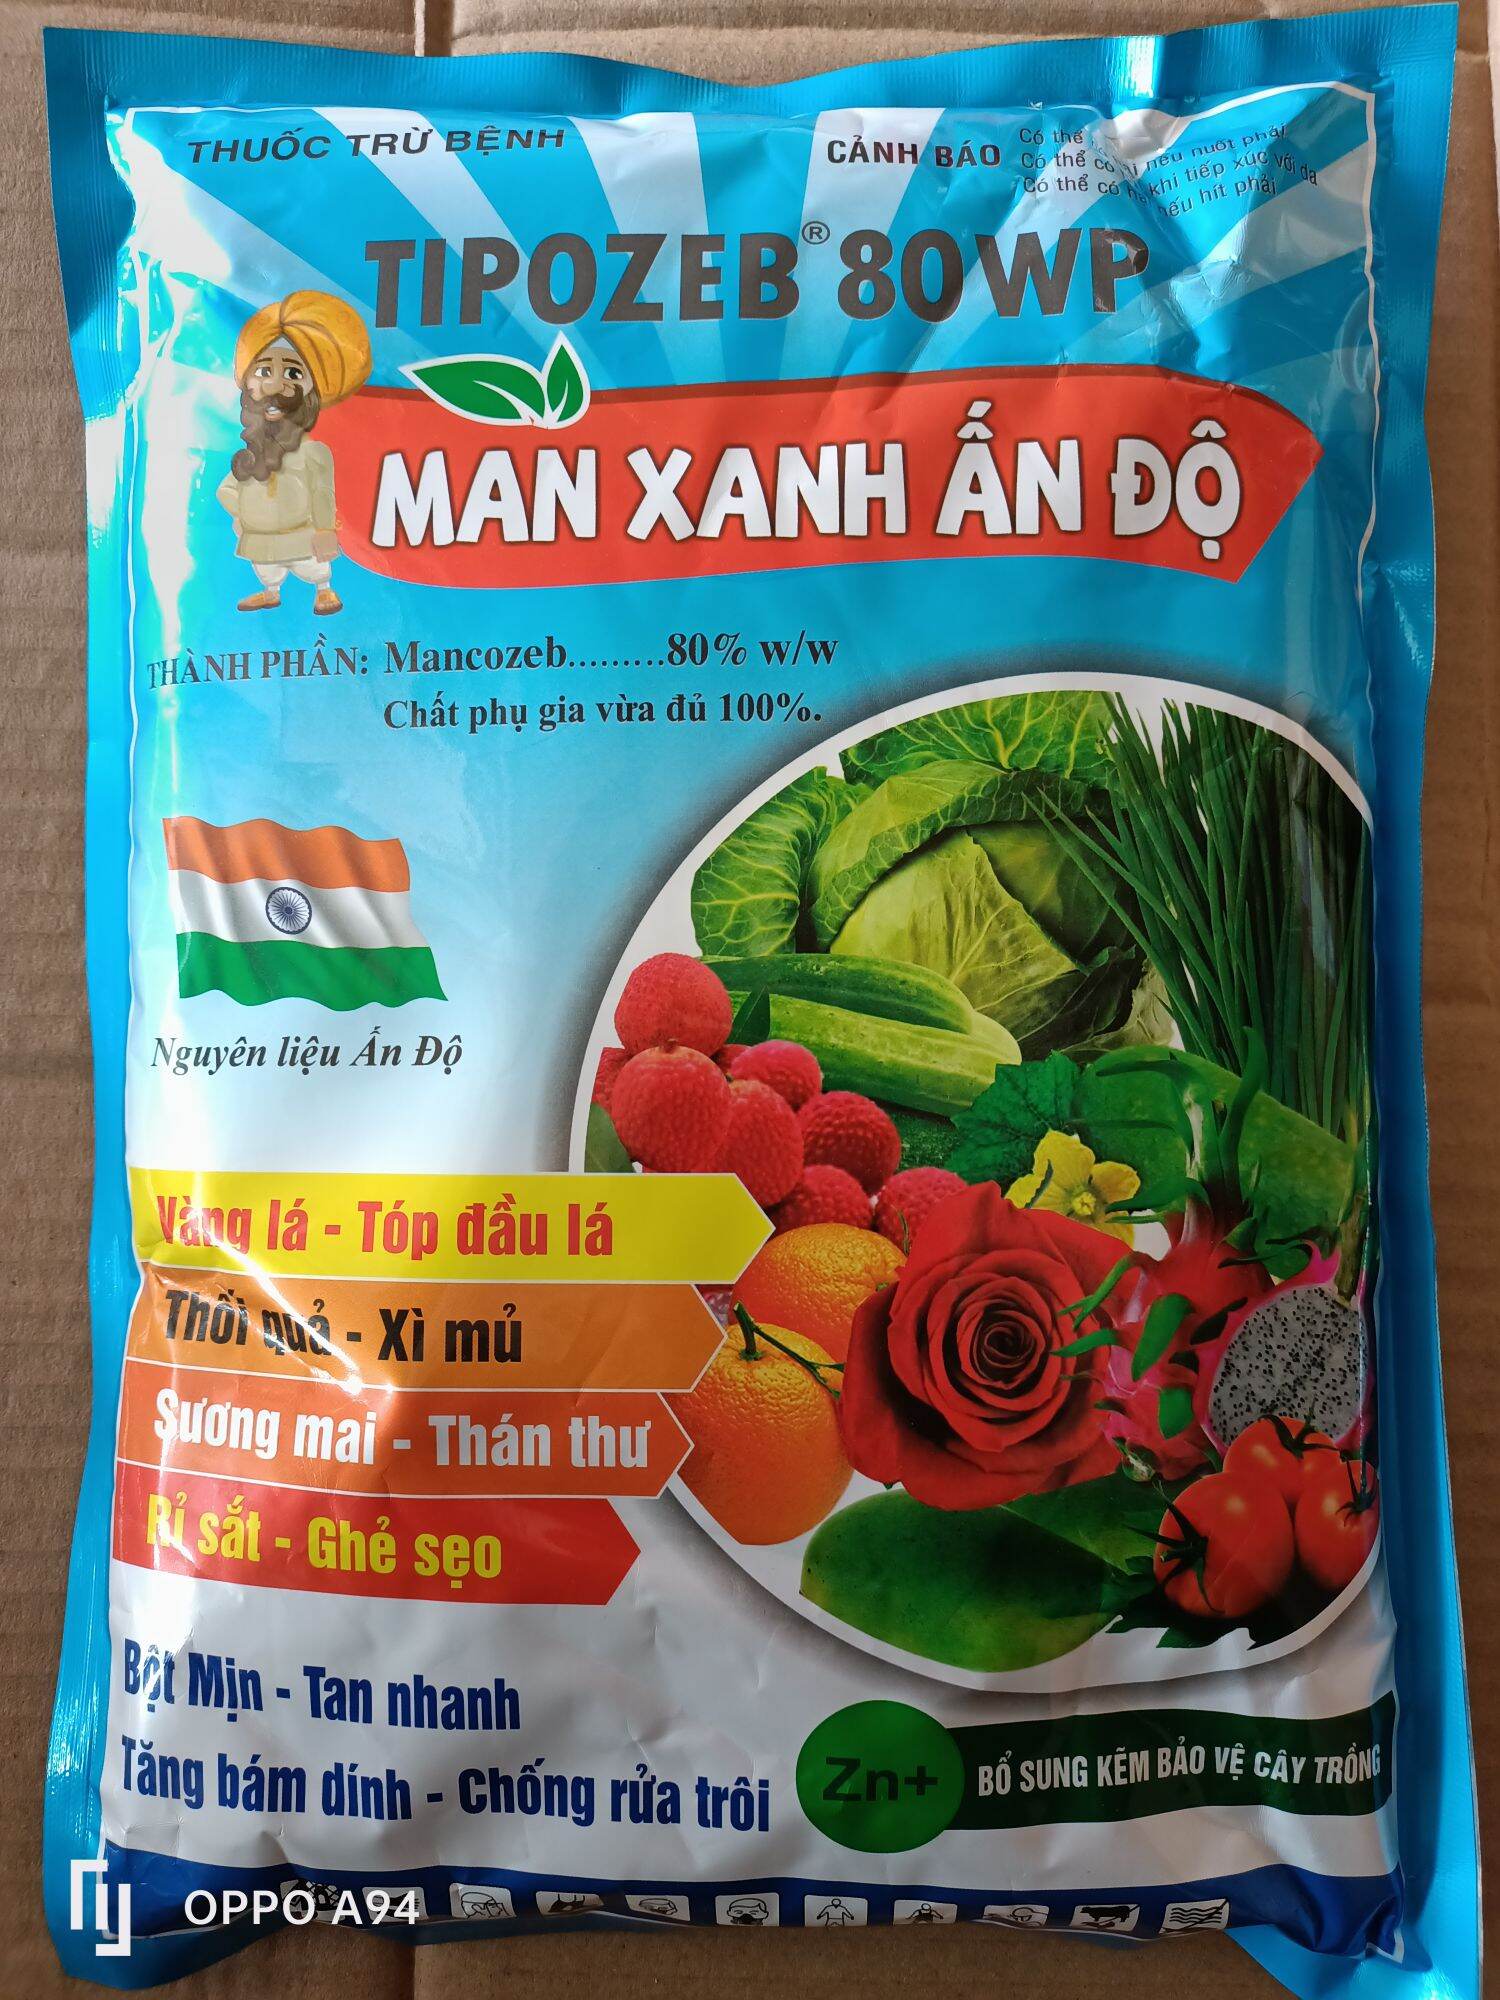 THUỐC TRỪ BỆNH
CẢNH BÁO
Có thể nếu nuốt phải
Có thể có khi tiếp xúc với da
Có thể có nếu hít phải
TIPOZEB® 80WP
MAN XANH ẤN ĐỘ
THÀNH PHẦN: Mancozeb.........80% w/w
Chất phụ gia vừa đủ 100%.
Nguyên liệu Ấn Độ
Vàng lá - Tóp đầu lá
Thối quả - Xì mủ
Sương mai - Thán thư
Rỉ sắt - Ghẻ sẹo
Bột Mịn - Tan nhanh
Tăng bám dính - Chống rửa trôi
Zn+
BỔ SUNG KẼM BẢO VỆ CÂY TRỒNG
OPPO A94